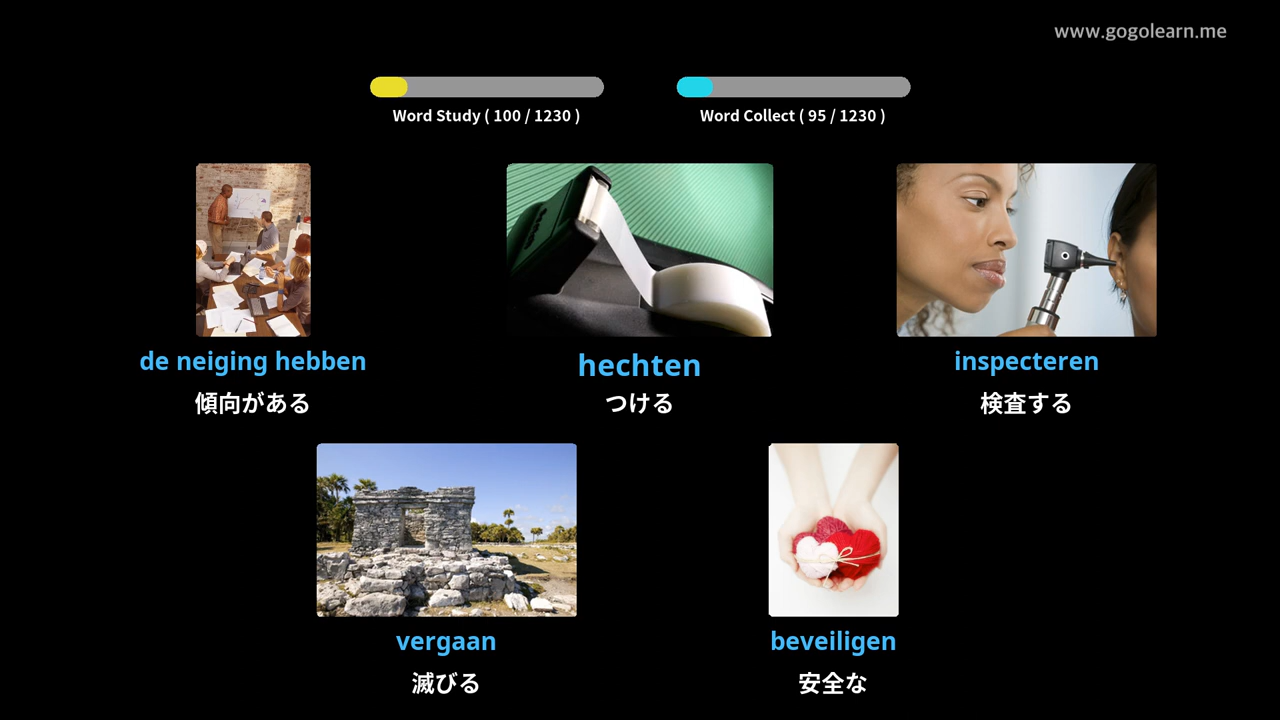 www.gogolearn.me
Word Study ( 100 / 1230 )
Word Collect ( 95 / 1230 )
de neiging hebben
傾向がある
hechten
つける
inspecteren
検査する
vergaan
滅びる
beveiligen
安全な